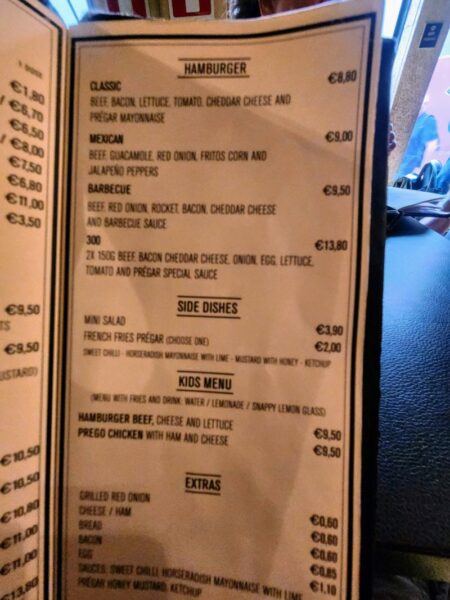 1 DOSE
€1,80
/ €6,70
€6,50
/ €8,00
€7,50
€6,80
€11,00
€3,50
€9,50
TS
€9,50
USTARD)
€10,50
€10,50
€10,80
€11,00
€11,00
€13,80
HAMBURGER
CLASSIC €8,80
BEEF, BACON, LETTUCE, TOMATO, CHEDDAR CHEESE AND
PRÉGAR MAYONNAISE
MEXICAN €9,00
BEEF, GUACAMOLE, RED ONION, FRITOS CORN AND
JALAPEÑO PEPPERS
BARBECUE €9,50
BEEF, RED ONION, ROCKET, BACON, CHEDDAR CHEESE
AND BARBECUE SAUCE
300 €13,80
2X 150G BEEF, BACON CHEDDAR CHEESE, ONION, EGG, LETTUCE,
TOMATO AND PRÉGAR SPECIAL SAUCE
SIDE DISHES
MINI SALAD €3,90
FRENCH FRIES PRÉGAR (CHOOSE ONE) €2,00
SWEET CHILLI - HORSERADISH MAYONNAISE WITH LIME - MUSTARD WITH HONEY - KETCHUP
KIDS MENU
(MENU WITH FRIES AND DRINK: WATER / LEMONADE / SNAPPY LEMON GLASS)
HAMBURGER BEEF, CHEESE AND LETTUCE €9,50
PREGO CHICKEN WITH HAM AND CHEESE €9,50
EXTRAS
GRILLED RED ONION €0,60
CHEESE / HAM €0,60
BREAD €0,60
BACON €0,85
EGG €1,10
SAUCES, SWEET CHILLI, HORSERADISH MAYONNAISE WITH LIME
PRÉGAR HONEY MUSTARD, KETCHUP